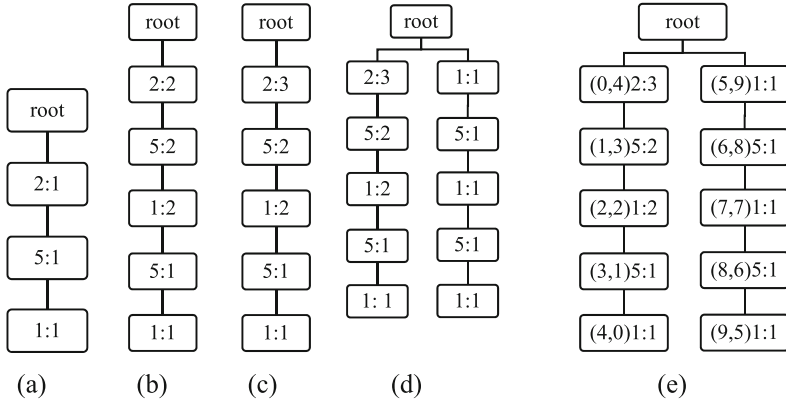 root
2:1
5:1
1:1
(a)
root
2:2
5:2
1:2
5:1
1:1
(b)
root
2:3
5:2
1:2
5:1
1:1
(c)
root
2:3 1:1
5:2 5:1
1:2 1:1
5:1 5:1
1: 1 1:1
(d)
root
(0,4)2:3 (5,9)1:1
(1,3)5:2 (6,8)5:1
(2,2)1:2 (7,7)1:1
(3,1)5:1 (8,6)5:1
(4,0)1:1 (9,5)1:1
(e)